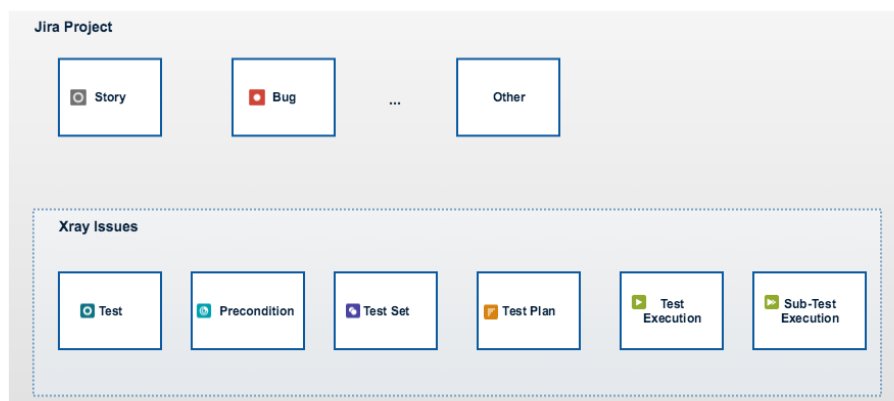 Jira Project
Story
Bug
...
Other
Xray Issues
Test
Precondition
Test Set
Test Plan
Test
Execution
Sub-Test
Execution